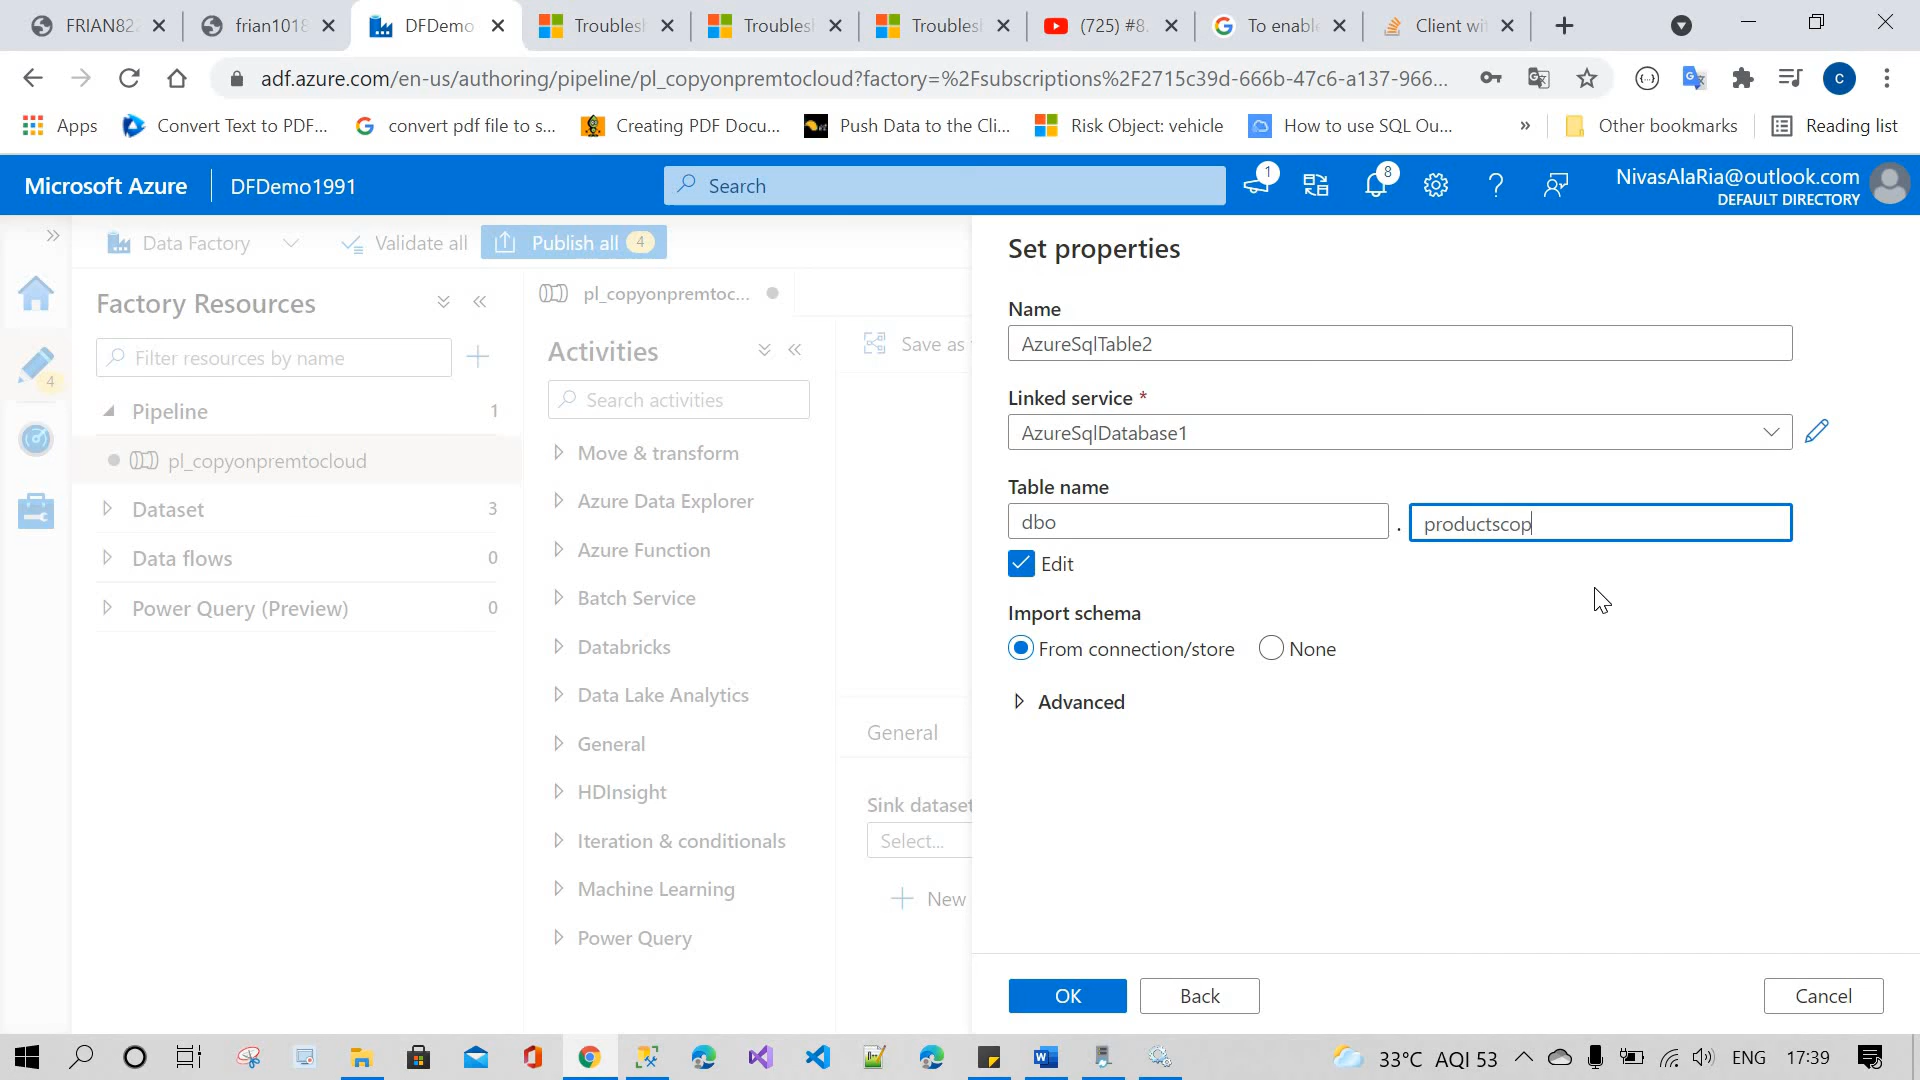 FRIAN82
frian1018
DFDemo
Troubles
Troubles
Troubles
(725) #8.
To enable
Client wi
adf.azure.com/en-us/authoring/pipeline/pl_copyonpremtocloud?factory=%2Fsubscriptions%2F2715c39d-666b-47c6-a137-966...
c
Apps
Convert Text to PDF...
convert pdf file to s...
Creating PDF Docu...
Push Data to the Cli...
Risk Object: vehicle
How to use SQL Ou...
»
Other bookmarks
Reading list
Microsoft Azure
DFDemo1991
Search
1
8
NivasAlaRia@outlook.com
DEFAULT DIRECTORY
Data Factory
Validate all
Publish all 4
Factory Resources
Filter resources by name
4
Pipeline 1
pl_copyonpremtocloud
Dataset 3
Data flows 0
Power Query (Preview) 0
pl_copyonpremtoc...
Activities
Search activities
Move & transform
Azure Data Explorer
Azure Function
Batch Service
Databricks
Data Lake Analytics
General
HDInsight
Iteration & conditionals
Machine Learning
Power Query
Save as
General
Sink dataset
Select...
New
Set properties
Name
AzureSqlTable2
Linked service *
AzureSqlDatabase1
Table name
dbo . productscop
Edit
Import schema
From connection/store None
Advanced
OK
Back
Cancel
33°C AQI 53
ENG
17:39